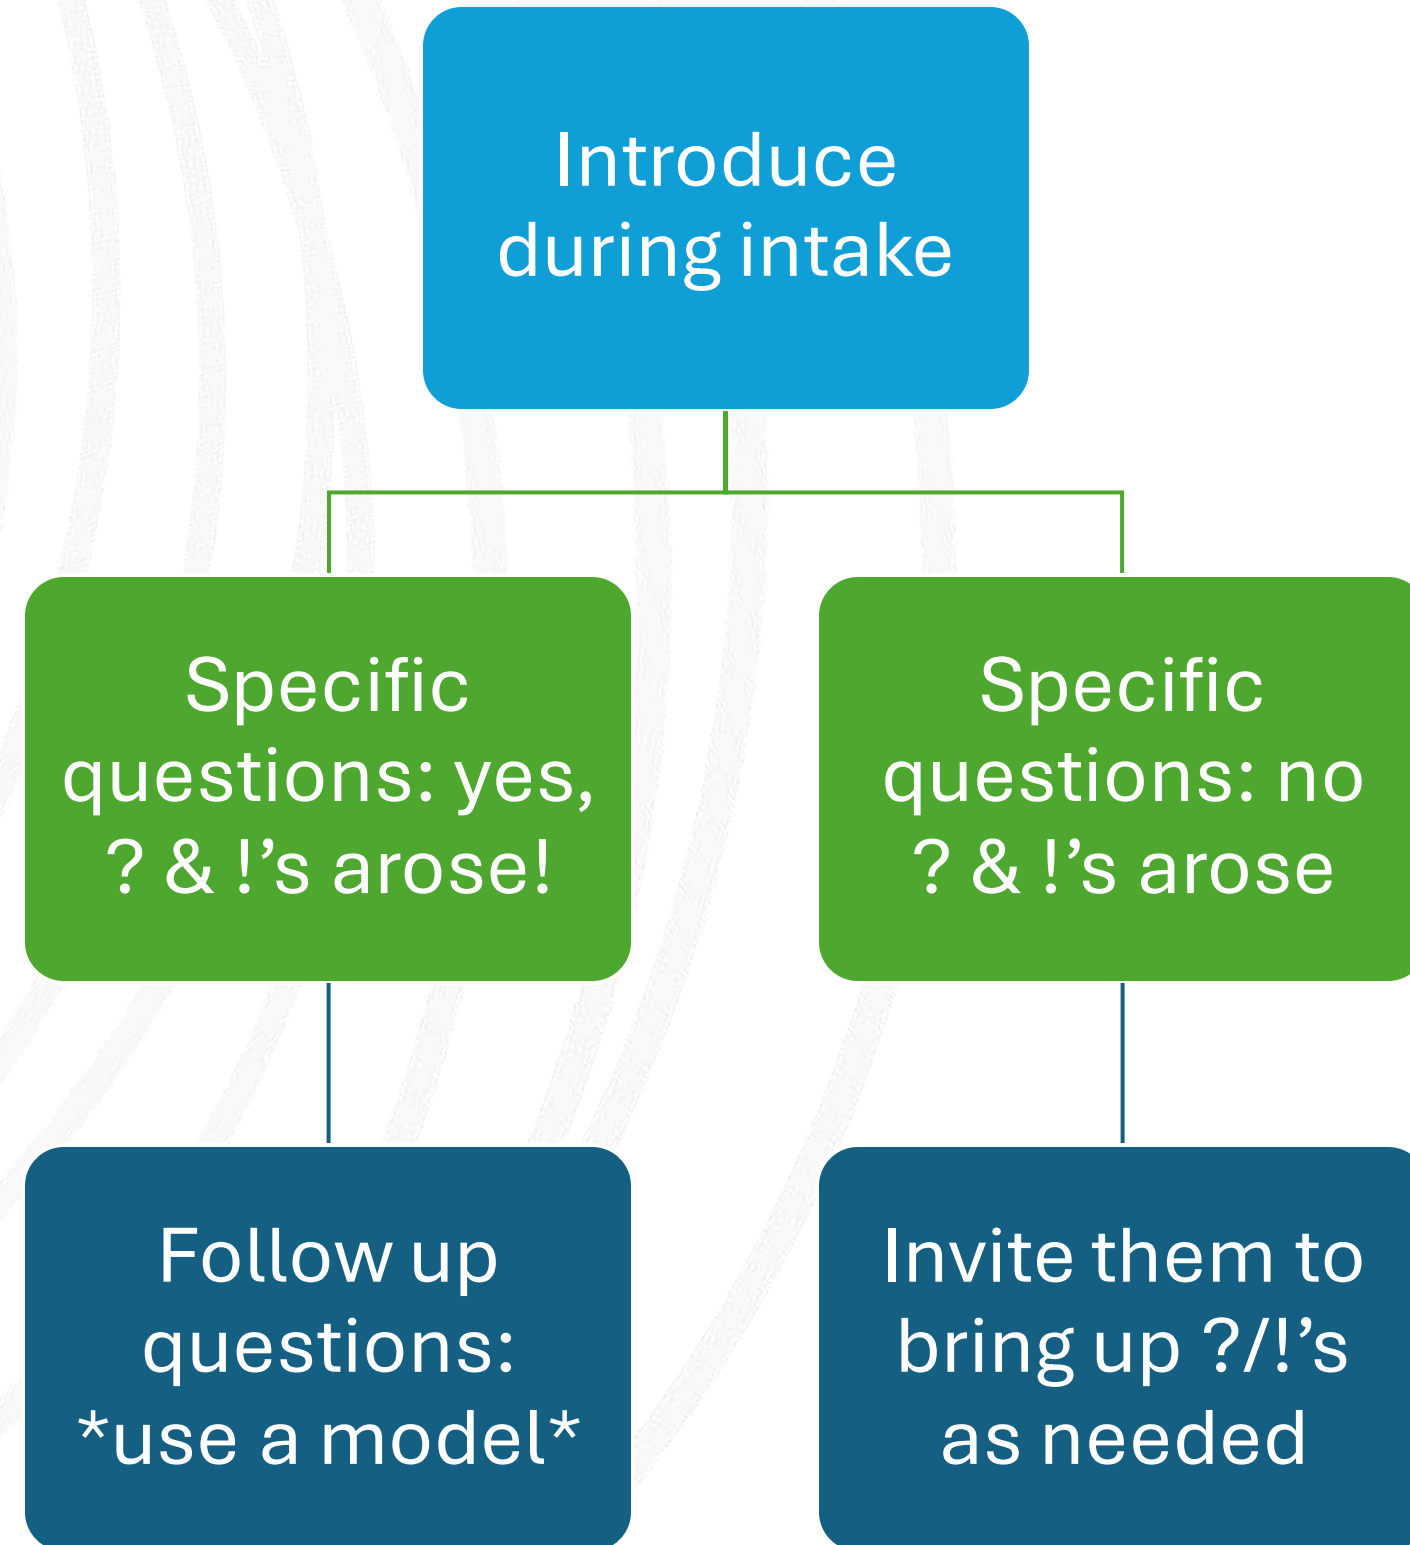 Introduce
during intake
Specific
questions: yes,
? & !’s arose!
Specific
questions: no
? & !’s arose
Follow up
questions:
*use a model*
Invite them to
bring up ?/!’s
as needed